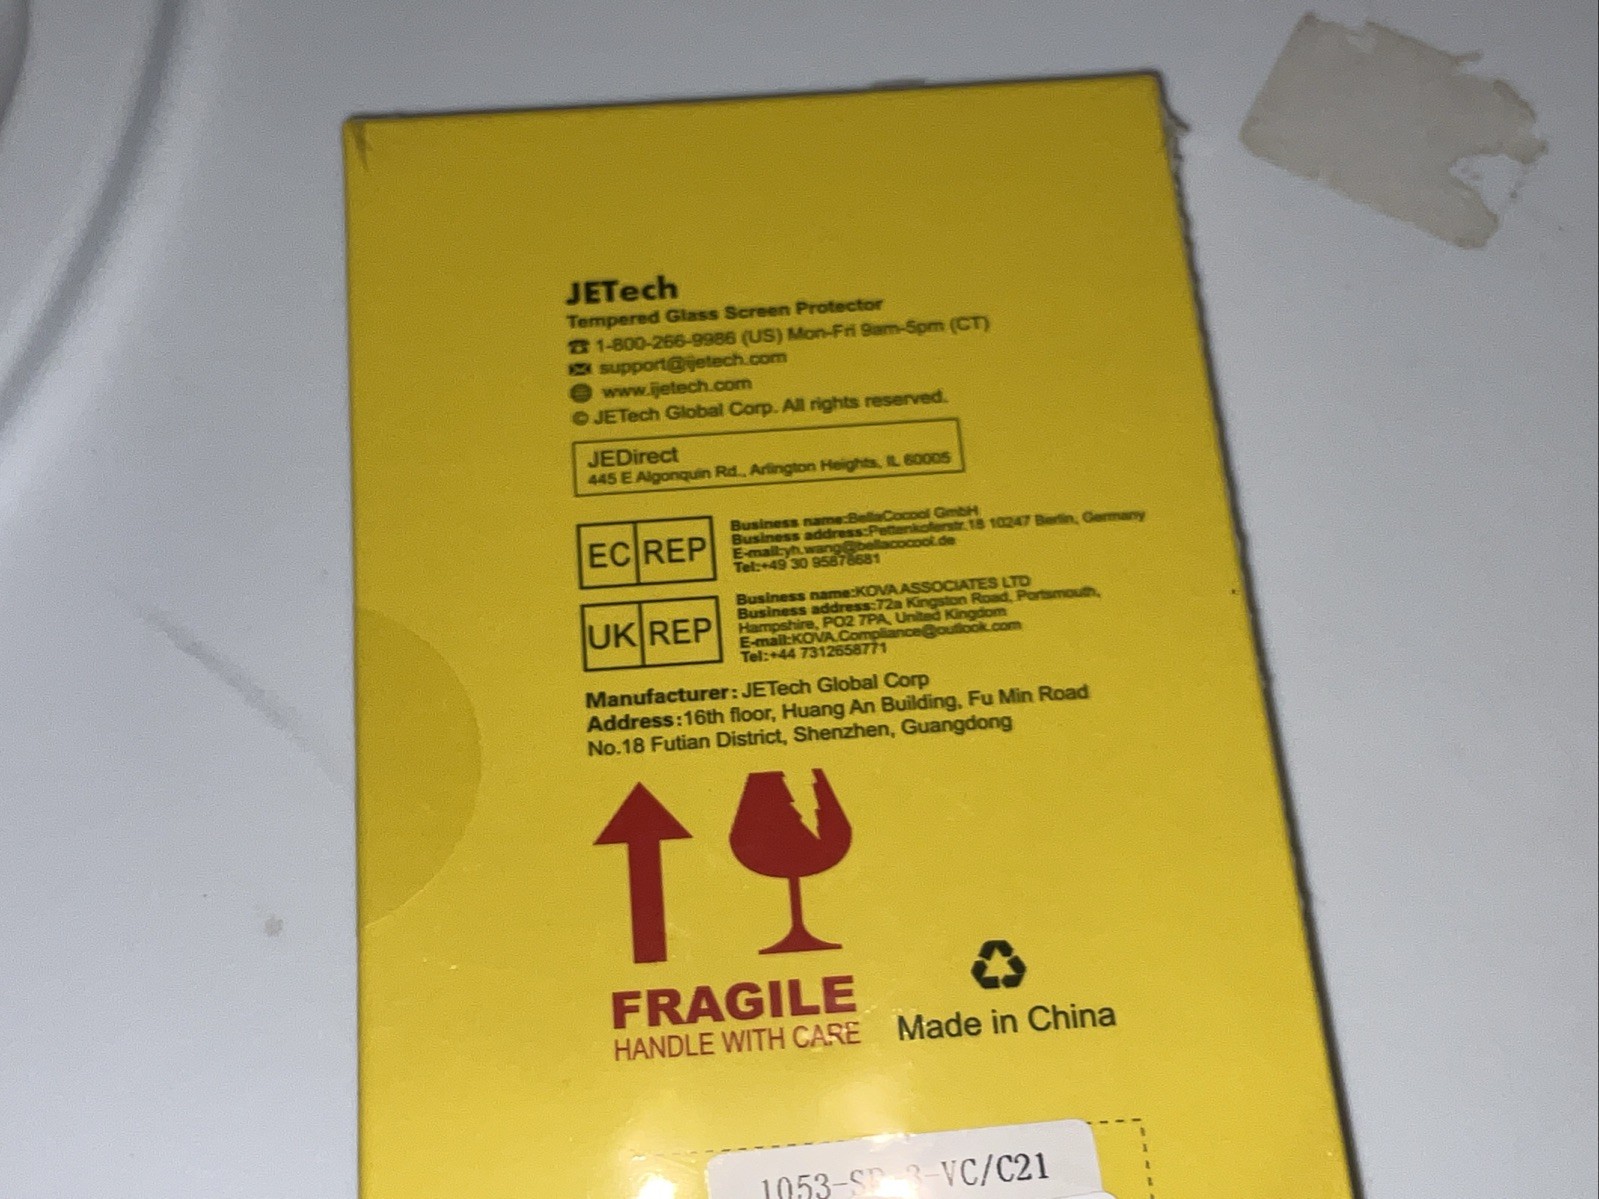 JETech
Tempered Glass Screen Protector
1-800-266-9986 (US) Mon-Fri 9am-5pm (CT)
support@ijetech.com
www.ijetech.com
© JETech Global Corp. All rights reserved.
JEDirect
445 E Algonquin Rd., Arlington Heights, IL 60005
EC REP
Business name:BellaCocool GmbH
Business address:Pettenkoferstr.18 10247 Berlin, Germany
E-mail:yh.wang@bellacocool.de
Tel:+49 30 95878681
UK REP
Business name:KOVA ASSOCIATES LTD
Business address:72a Kingston Road, Portsmouth,
Hampshire, PO2 7PA, United Kingdom
E-mail:KOVA.Compliance@outlook.com
Tel:+44 7312658771
Manufacturer: JETech Global Corp
Address:16th floor, Huang An Building, Fu Min Road
No.18 Futian District, Shenzhen, Guangdong
FRAGILE
HANDLE WITH CARE
Made in China